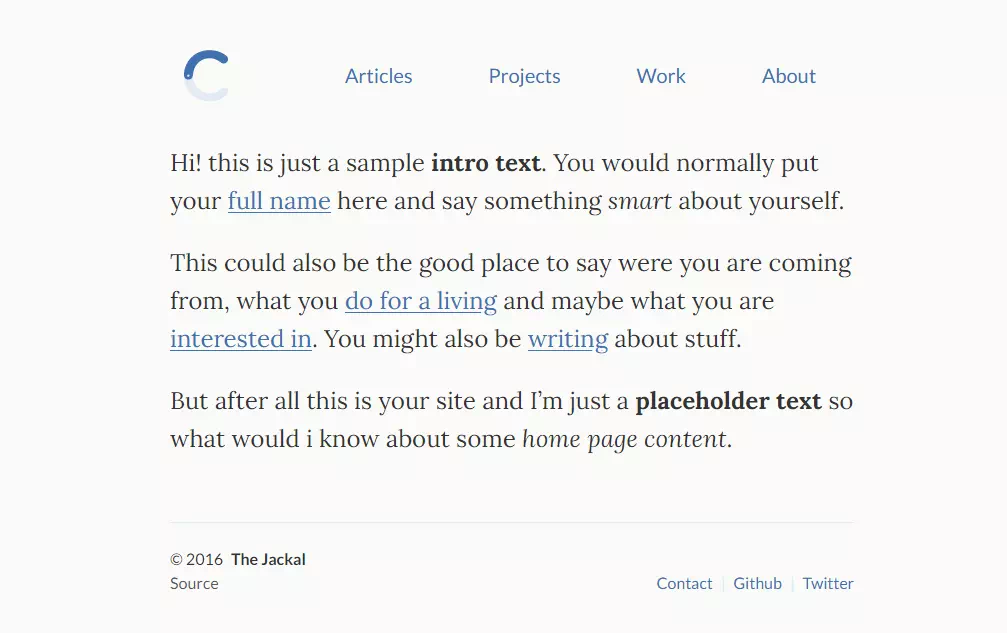 Articles Projects Work About
Hi! this is just a sample intro text. You would normally put
your full name here and say something smart about yourself.
This could also be the good place to say were you are coming
from, what you do for a living and maybe what you are
interested in. You might also be writing about stuff.
But after all this is your site and I’m just a placeholder text so
what would i know about some home page content.
© 2016 The Jackal
Source
Contact | Github | Twitter